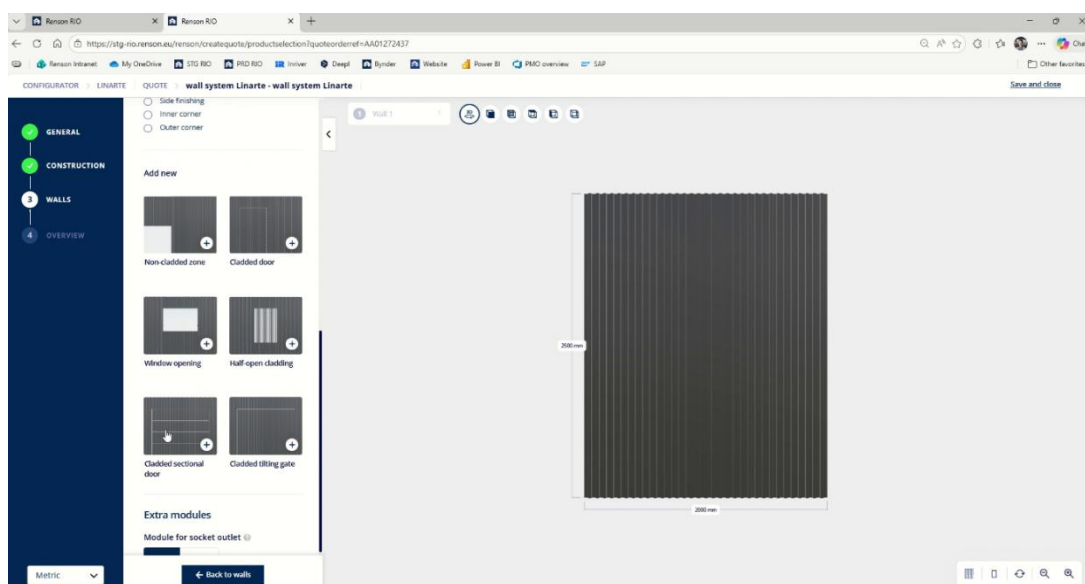 Renson RIO
Renson RIO
https://stg-rio.renson.eu/renson/createquote/productselection?quoteorderref=AA01272437
Renson Intranet
My OneDrive
STG RIO
PRD RIO
Inriver
Deepl
Bynder
Website
Power BI
PMO overview
SAP
Other favorites
CONFIGURATOR > LINARTE QUOTE > wall system Linarte - wall system Linarte
Save and close
Side finishing
Inner corner
Outer corner
GENERAL
CONSTRUCTION
3 WALLS
4 OVERVIEW
1 Wall 1
Add new
Non-cladded zone
Cladded door
Window opening
Half-open cladding
Cladded sectional
door
Cladded tilting gate
Extra modules
Module for socket outlet
2500 mm
2000 mm
Metric
← Back to walls